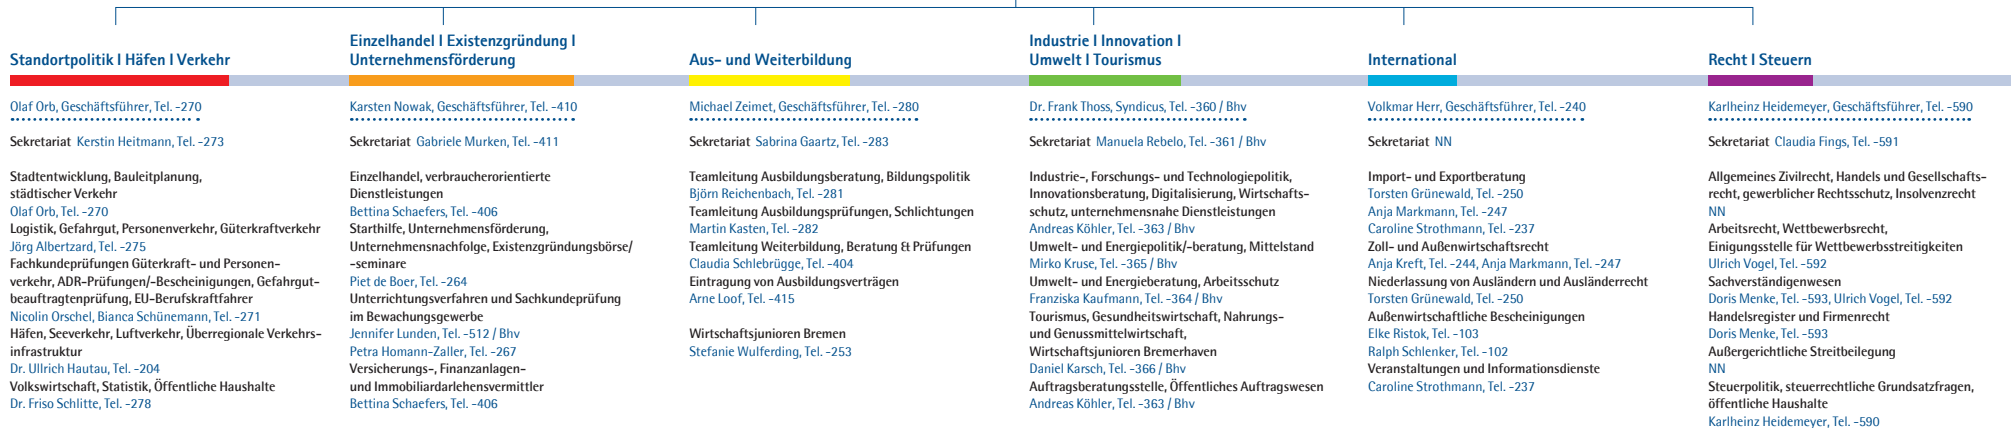 Standortpolitik I Häfen I Verkehr
Olaf Orb, Geschäftsführer, Tel. -270
Sekretariat Kerstin Heitmann, Tel. -273
Stadtentwicklung, Bauleitplanung,
städtischer Verkehr
Olaf Orb, Tel. -270
Logistik, Gefahrgut, Personenverkehr, Güterkraftverkehr
Jörg Albertzard, Tel. -275
Fachkundeprüfungen Güterkraft- und Personen-
verkehr, ADR-Prüfungen/-Bescheinigungen, Gefahrgut-
beauftragtenprüfung, EU-Berufskraftfahrer
Nicolin Orschel, Bianca Schünemann, Tel. -271
Häfen, Seeverkehr, Luftverkehr, Überregionale Verkehrs-
infrastruktur
Dr. Ullrich Hautau, Tel. -204
Volkswirtschaft, Statistik, Öffentliche Haushalte
Dr. Friso Schlitte, Tel. -278
Einzelhandel I Existenzgründung I
Unternehmensförderung
Karsten Nowak, Geschäftsführer, Tel. -410
Sekretariat Gabriele Murken, Tel. -411
Einzelhandel, verbraucherorientierte
Dienstleistungen
Bettina Schaefers, Tel. -406
Starthilfe, Unternehmensförderung,
Unternehmensnachfolge, Existenzgründungsbörse/
-seminare
Piet de Boer, Tel. -264
Unterrichtungsverfahren und Sachkundeprüfung
im Bewachungsgewerbe
Jennifer Lunden, Tel. -512 / Bhv
Petra Homann-Zaller, Tel. -267
Versicherungs-, Finanzanlagen-
und Immobiliardarlehensvermittler
Bettina Schaefers, Tel. -406
Aus- und Weiterbildung
Michael Zeimet, Geschäftsführer, Tel. -280
Sekretariat Sabrina Gaartz, Tel. -283
Teamleitung Ausbildungsberatung, Bildungspolitik
Björn Reichenbach, Tel. -281
Teamleitung Ausbildungsprüfungen, Schlichtungen
Martin Kasten, Tel. -282
Teamleitung Weiterbildung, Beratung & Prüfungen
Claudia Schlebrügge, Tel. -404
Eintragung von Ausbildungsverträgen
Arne Loof, Tel. -415
Wirtschaftsjunioren Bremen
Stefanie Wulferding, Tel. -253
Industrie I Innovation I
Umwelt I Tourismus
Dr. Frank Thoss, Syndicus, Tel. -360 / Bhv
Sekretariat Manuela Rebelo, Tel. -361 / Bhv
Industrie-, Forschungs- und Technologiepolitik,
Innovationsberatung, Digitalisierung, Wirtschafts-
schutz, unternehmensnahe Dienstleistungen
Andreas Köhler, Tel. -363 / Bhv
Umwelt- und Energiepolitik/-beratung, Mittelstand
Mirko Kruse, Tel. -365 / Bhv
Umwelt- und Energieberatung, Arbeitsschutz
Franziska Kaufmann, Tel. -364 / Bhv
Tourismus, Gesundheitswirtschaft, Nahrungs-
und Genussmittelwirtschaft,
Wirtschaftsjunioren Bremerhaven
Daniel Karsch, Tel. -366 / Bhv
Auftragsberatungsstelle, Öffentliches Auftragswesen
Andreas Köhler, Tel. -363 / Bhv
International
Volkmar Herr, Geschäftsführer, Tel. -240
Sekretariat NN
Import- und Exportberatung
Torsten Grünewald, Tel. -250
Anja Markmann, Tel. -247
Caroline Strothmann, Tel. -237
Zoll- und Außenwirtschaftsrecht
Anja Kreft, Tel. -244, Anja Markmann, Tel. -247
Niederlassung von Ausländern und Ausländerrecht
Torsten Grünewald, Tel. -250
Außenwirtschaftliche Bescheinigungen
Elke Ristok, Tel. -103
Ralph Schlenker, Tel. -102
Veranstaltungen und Informationsdienste
Caroline Strothmann, Tel. -237
Recht I Steuern
Karlheinz Heidemeyer, Geschäftsführer, Tel. -590
Sekretariat Claudia Fings, Tel. -591
Allgemeines Zivilrecht, Handels und Gesellschafts-
recht, gewerblicher Rechtsschutz, Insolvenzrecht
NN
Arbeitsrecht, Wettbewerbsrecht,
Einigungsstelle für Wettbewerbsstreitigkeiten
Ulrich Vogel, Tel. -592
Sachverständigenwesen
Doris Menke, Tel. -593, Ulrich Vogel, Tel. -592
Handelsregister und Firmenrecht
Doris Menke, Tel. -593
Außergerichtliche Streitbeilegung
NN
Steuerpolitik, steuerrechtliche Grundsatzfragen,
öffentliche Haushalte
Karlheinz Heidemeyer, Tel. -590